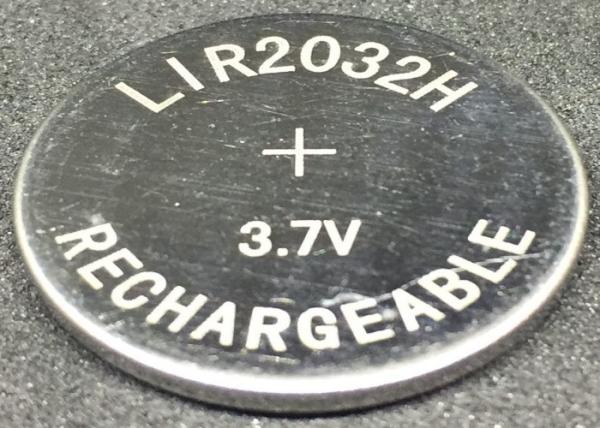 LIR2032H
+
3.7V
RECHARGEABLE